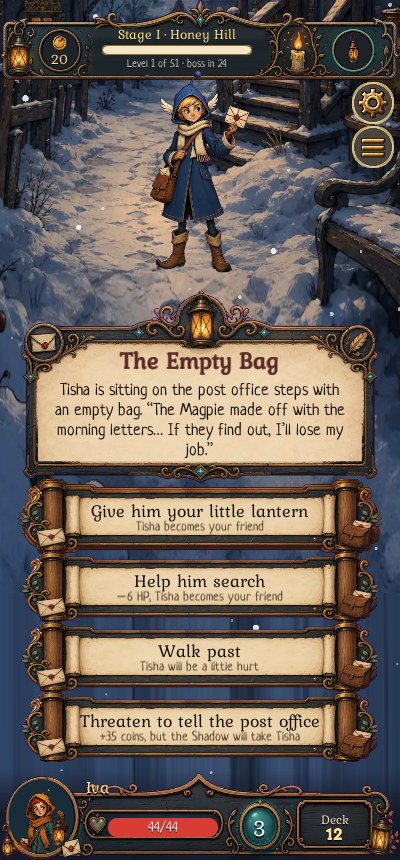 Stage I · Honey Hill
20
Level 1 of 51 · boss in 24
The Empty Bag
Tisha is sitting on the post office steps with
an empty bag. “The Magpie made off with the
morning letters... If they find out, I'll lose my
job.”
Give him your little lantern
Tisha becomes your friend
Help him search
−6 HP, Tisha becomes your friend
Walk past
Tisha will be a little hurt
Threaten to tell the post office
+35 coins, but the Shadow will take Tisha
Iva
44/44
3
Deck
12